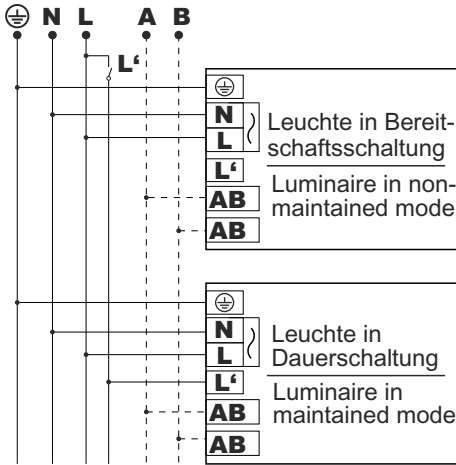 N L A B
L‘
N
L
L‘
AB
AB
Leuchte in Bereit-
schaftsschaltung
Luminaire in non-
maintained mode
N
L
L‘
AB
AB
Leuchte in
Dauerschaltung
Luminaire in
maintained mode